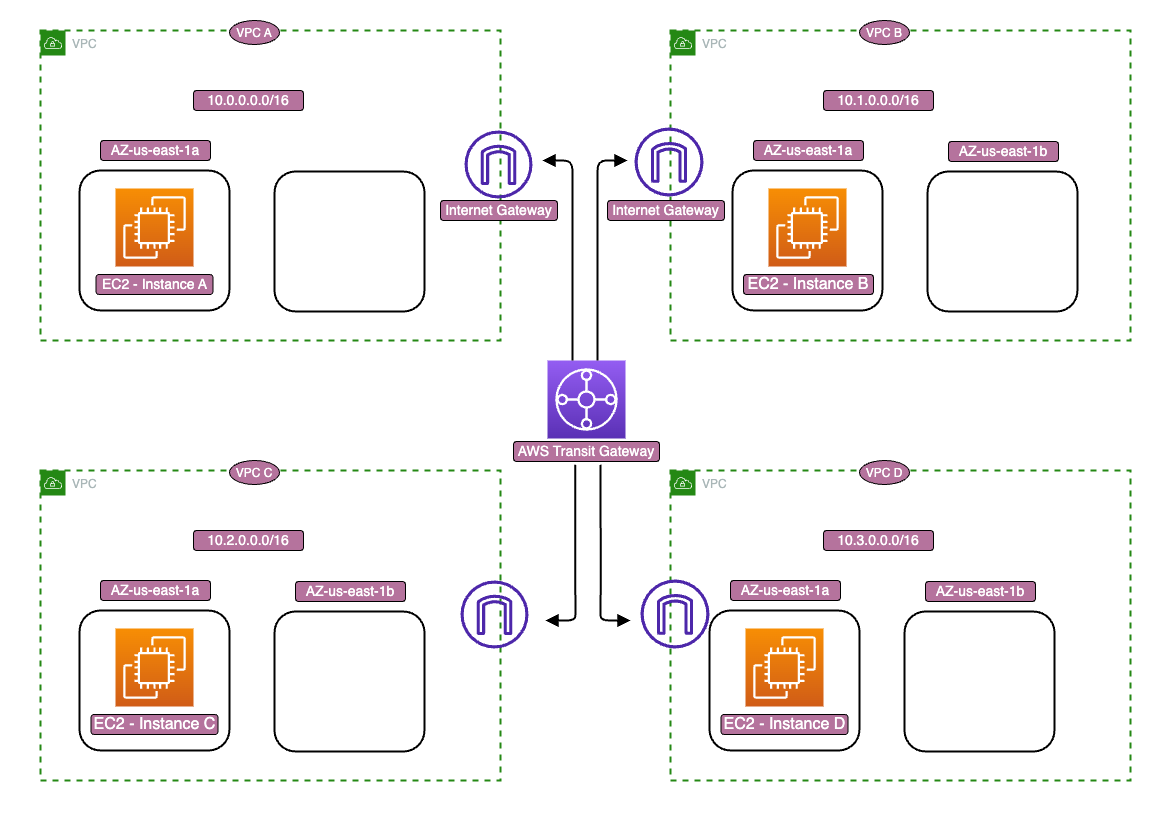 VPC A
VPC
10.0.0.0.0/16
AZ-us-east-1a
EC2 - Instance A
Internet Gateway
VPC B
VPC
10.1.0.0.0/16
AZ-us-east-1a
AZ-us-east-1b
EC2 - Instance B
Internet Gateway
AWS Transit Gateway
VPC C
VPC
10.2.0.0.0/16
AZ-us-east-1a
AZ-us-east-1b
EC2 - Instance C
VPC D
VPC
10.3.0.0.0/16
AZ-us-east-1a
AZ-us-east-1b
EC2 - Instance D